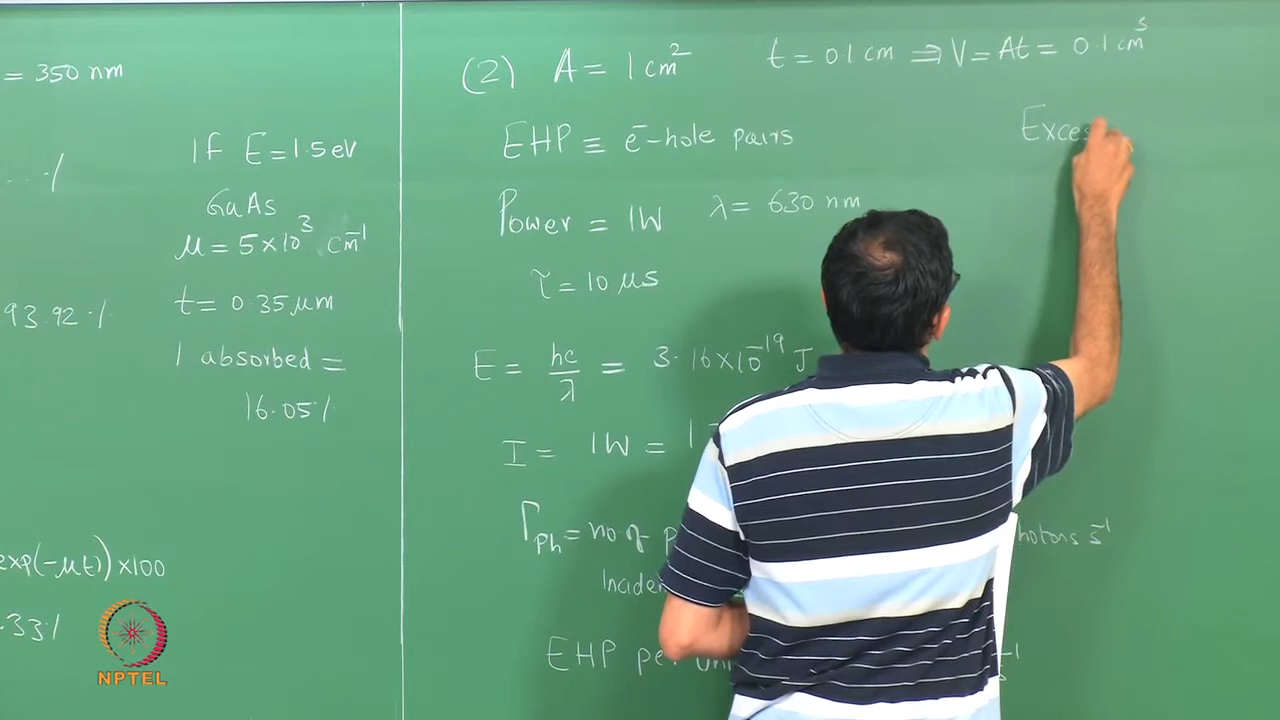 = 350 nm
If E = 1.5 eV
GaAs
μ = 5×10³ cm⁻¹
t = 0.35 μm
93.92 %
I absorbed =
16.05 %
exp(-μt) × 100
.33 %
NPTEL
(2) A = 1 cm² t = 0.1 cm ⇒ V = At = 0.1 cm³
EHP ≡ e⁻-hole pairs
Power = 1W λ = 630 nm
τ = 10 μs
E = hc/λ = 3.16×10⁻¹⁹ J
I = 1W = 1
Γph = no. of photons s⁻¹
EHP per